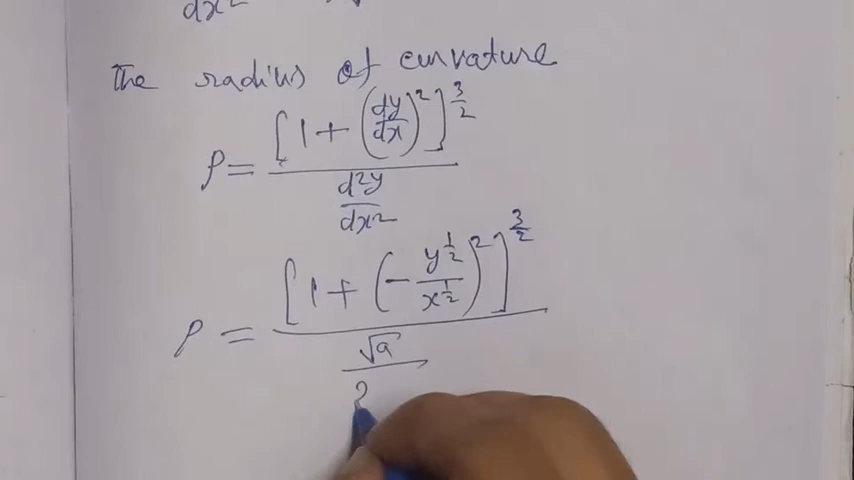 dx²
The radius of curvature
ρ = [1 + (dy/dx)²]^(3/2) / (d²y/dx²)
ρ = [1 + (- y^(1/2)/x^(1/2))²]^(3/2) / (√a/2